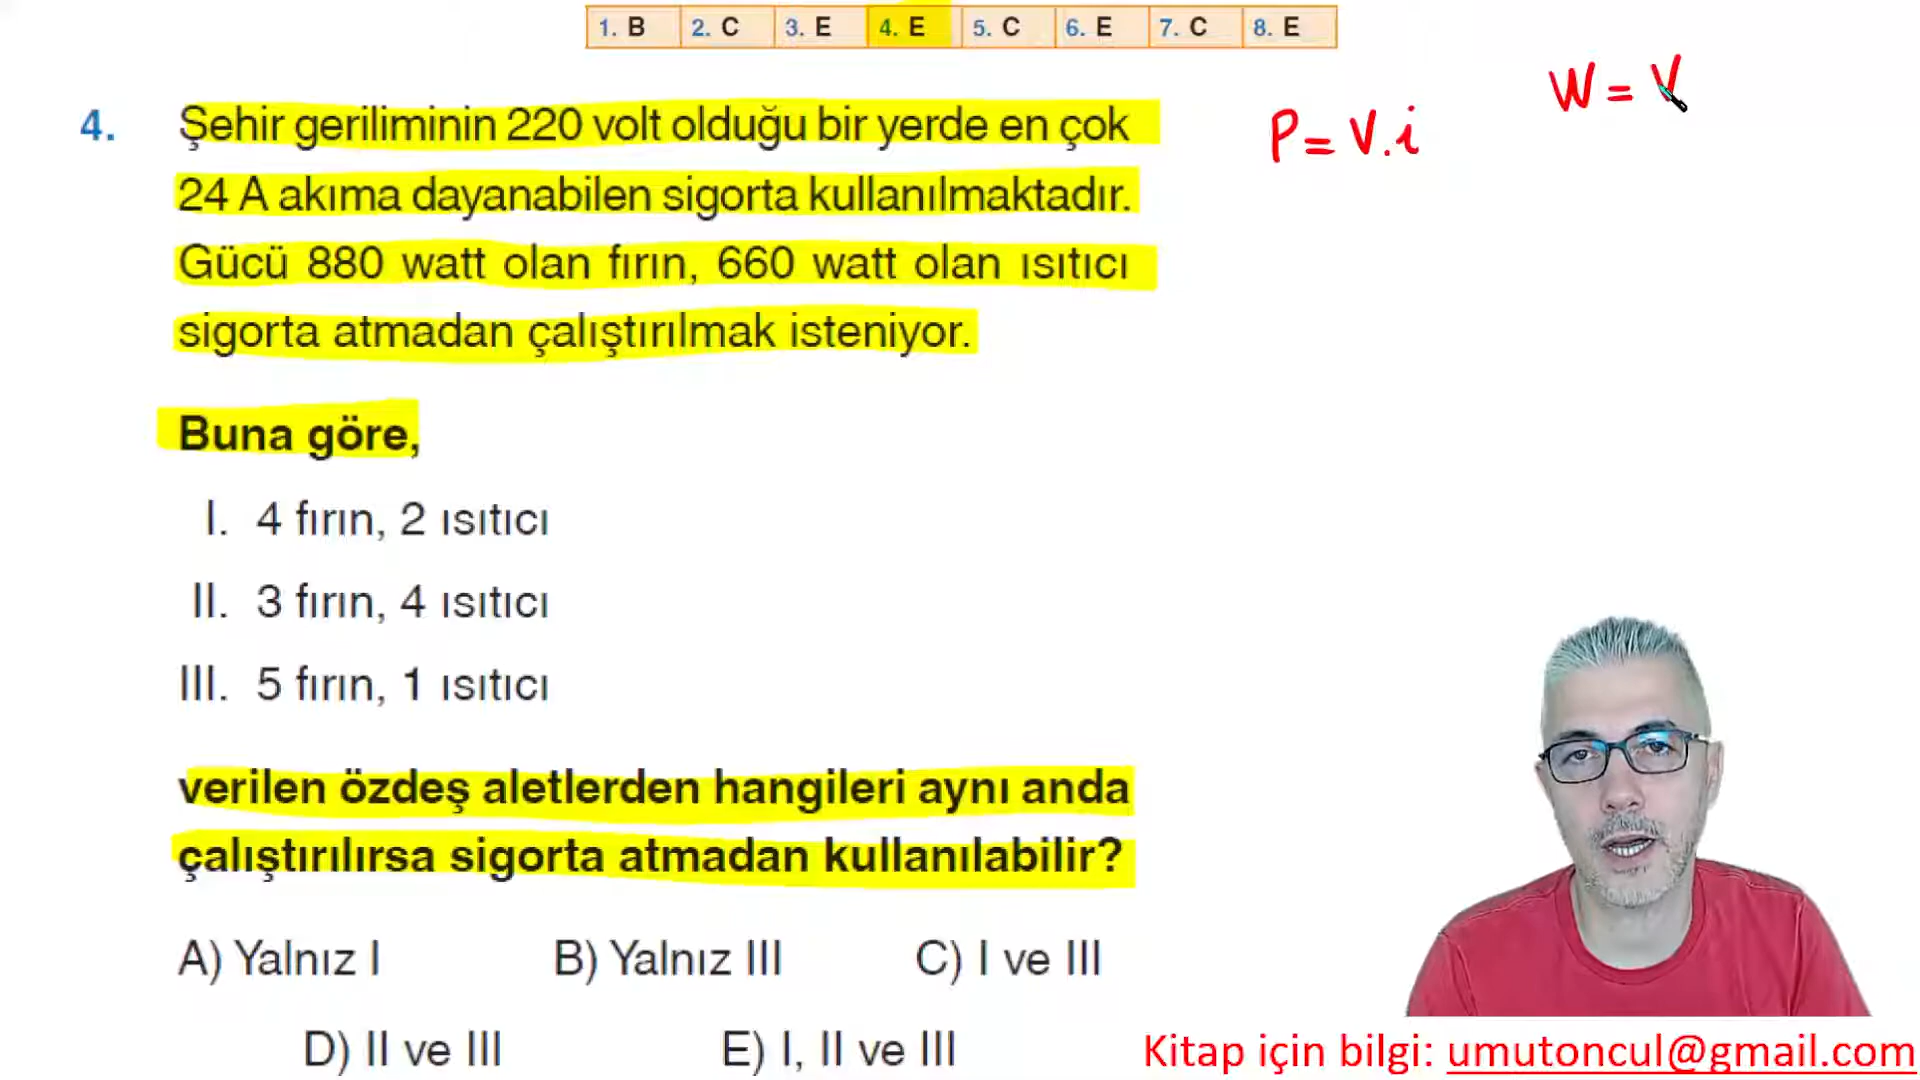 1. B 2. C 3. E 4. E 5. C 6. E 7. C 8. E
4. Şehir geriliminin 220 volt olduğu bir yerde en çok
24 A akıma dayanabilen sigorta kullanılmaktadır.
Gücü 880 watt olan fırın, 660 watt olan ısıtıcı
sigorta atmadan çalıştırılmak isteniyor.
P = V.i
W = V
Buna göre,
I. 4 fırın, 2 ısıtıcı
II. 3 fırın, 4 ısıtıcı
III. 5 fırın, 1 ısıtıcı
verilen özdeş aletlerden hangileri aynı anda
çalıştırılırsa sigorta atmadan kullanılabilir?
A) Yalnız I B) Yalnız III C) I ve III
D) II ve III E) I, II ve III
Kitap için bilgi: umutoncul@gmail.com